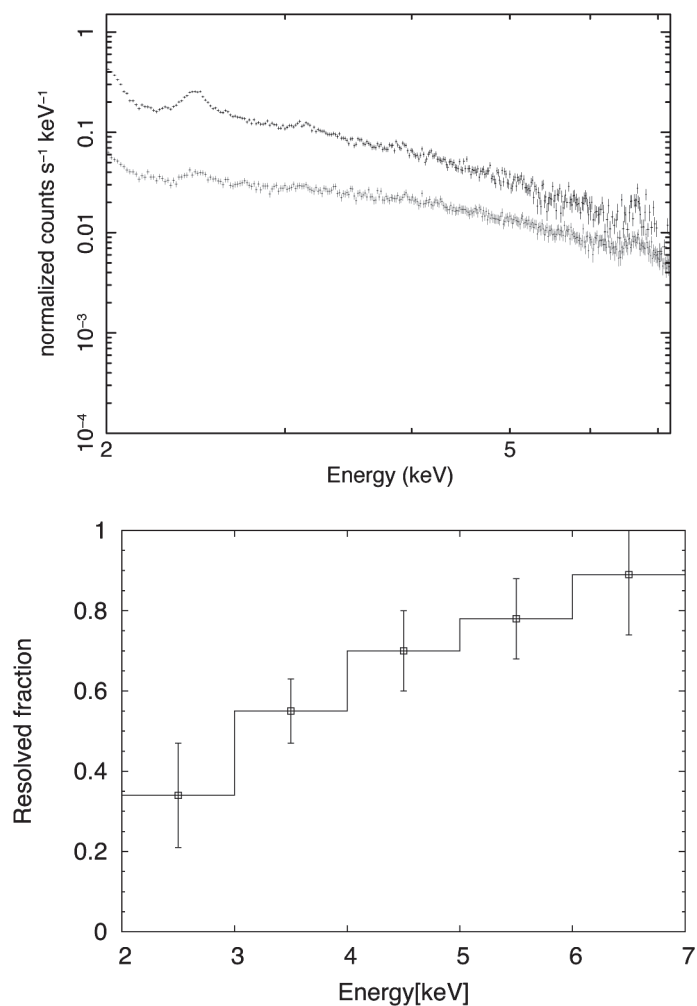 1
0.1
0.01
10⁻³
10⁻⁴
normalized counts s⁻¹ keV⁻¹
2 5
Energy (keV)
1
0.8
0.6
0.4
0.2
0
Resolved fraction
2 3 4 5 6 7
Energy[keV]